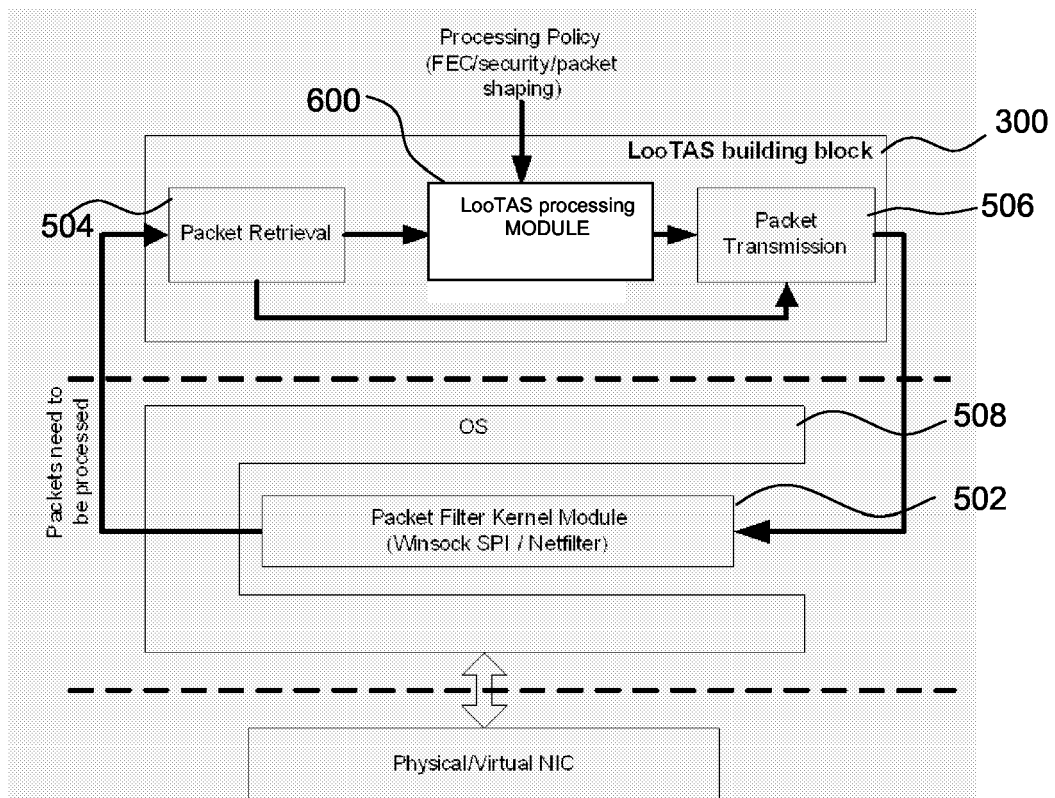 Processing Policy
(FEC/security/packet
shaping)
600
300
LooTAS building block
504
Packet Retrieval
LooTAS processing
MODULE
Packet
Transmission
506
Packets need to
be processed
OS
508
Packet Filter Kernel Module
(Winsock SPI / Netfilter)
502
Physical/Virtual NIC